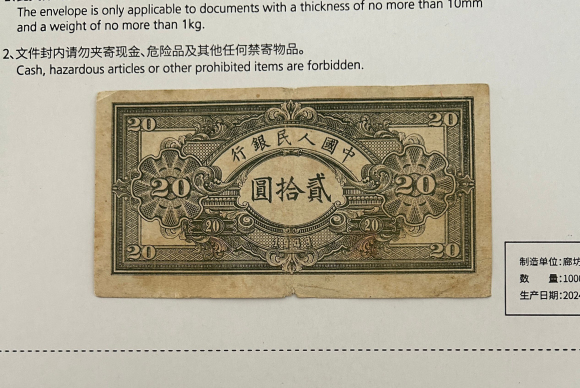 The envelope is only applicable to documents with a thickness of no more than 10mm
and a weight of no more than 1kg.
2、文件封内请勿夹寄现金、危险品及其他任何禁寄物品。
Cash, hazardous articles or other prohibited items are forbidden.
20 20
行銀民人國中
20 圓拾貳 20
20 20
20 20
制造单位:廊坊
数 量:1000
生产日期:2024